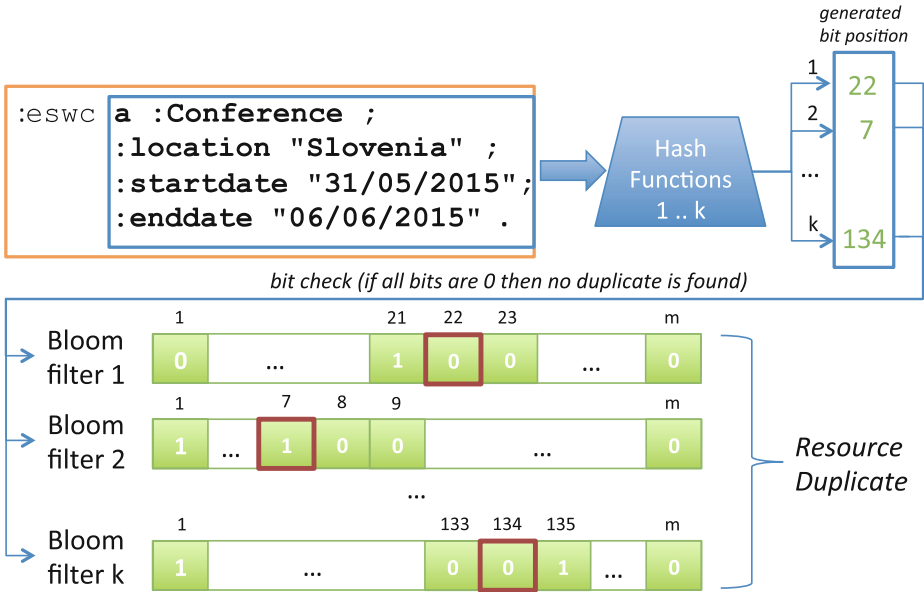 generated
bit position
:eswc a :Conference ;
:location "Slovenia" ;
:startdate "31/05/2015";
:enddate "06/06/2015" .
Hash
Functions
1 .. k
1
22
2
7
...
k
134
bit check (if all bits are 0 then no duplicate is found)
1 21 22 23 m
Bloom
filter 1
0 ... 1 0 0 ... 0
1 7 8 9 m
Bloom
filter 2
1 ... 1 0 0 ... 0
...
1 133 134 135 m
Bloom
filter k
1 ... 0 0 1 ... 0
Resource
Duplicate